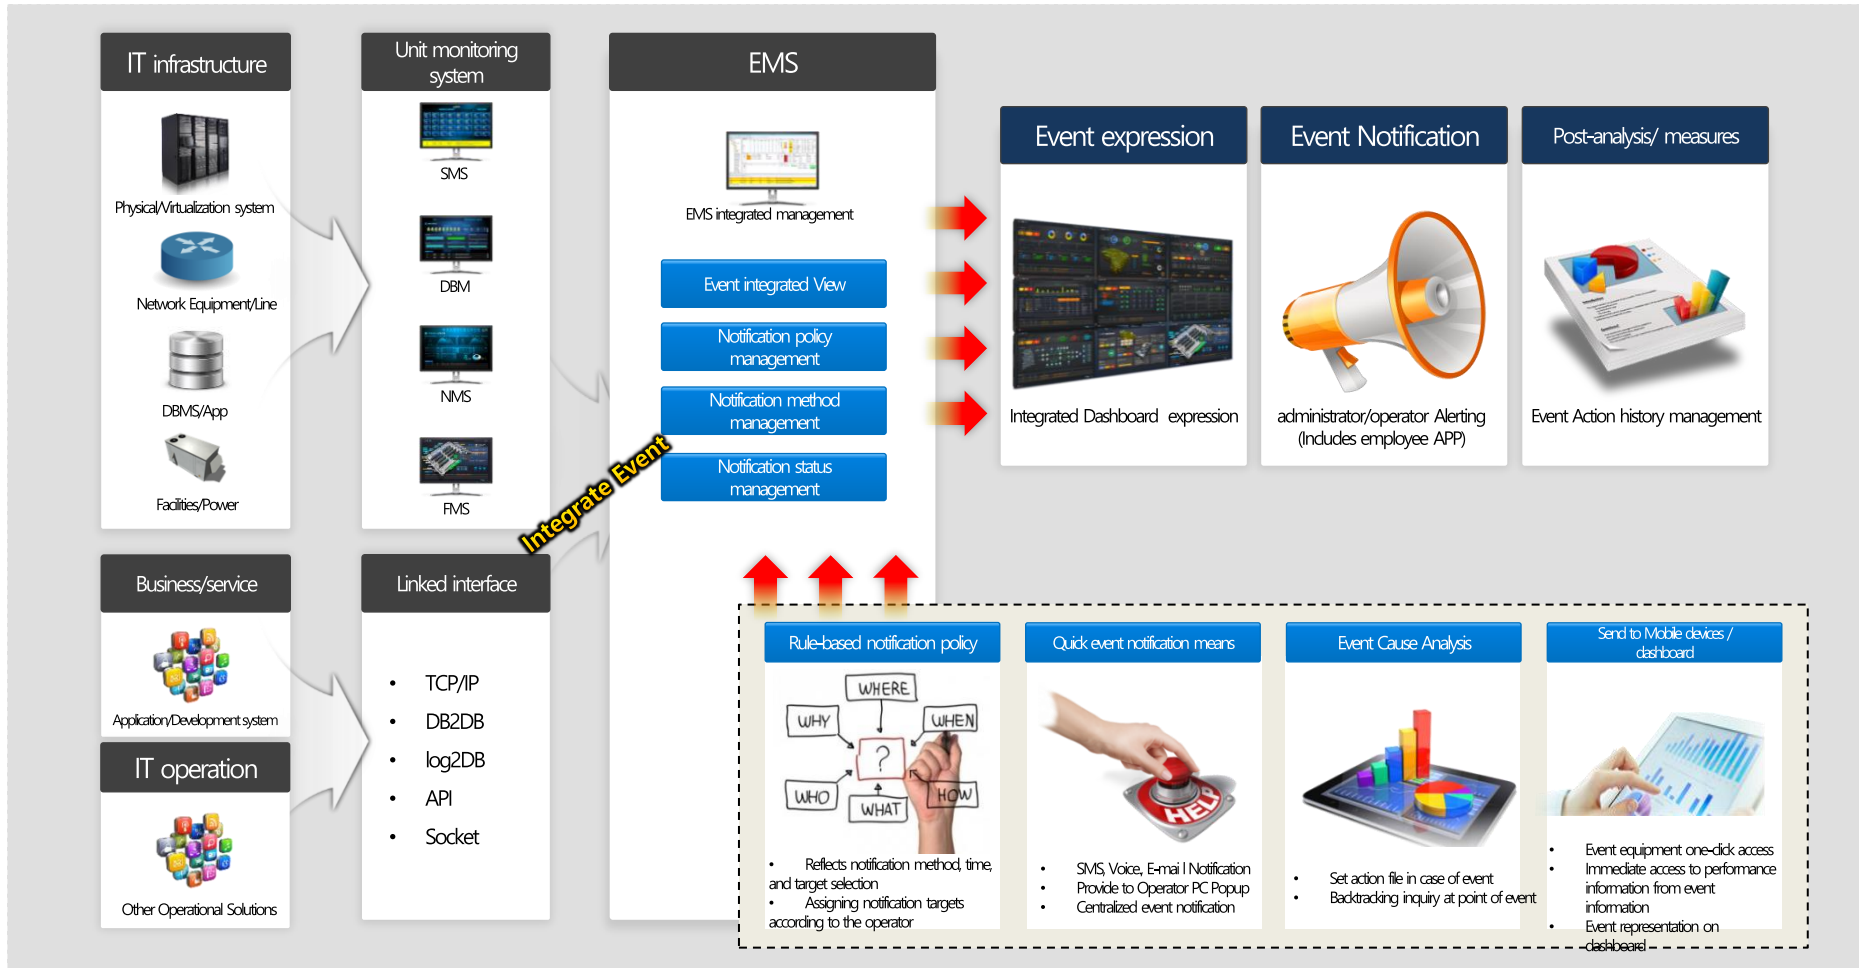 IT infrastructure
Physical/Virtualization system
Network Equipment/Line
DBMS/App
Facilities/Power
Unit monitoring
system
SMS
DBM
NMS
FMS
EMS
EMS integrated management
Event integrated View
Notification policy
management
Notification method
management
Notification status
management
Integrate Event
Event expression
Integrated Dashboard expression
Event Notification
administrator/operator Alerting
(Includes employee APP)
Post-analysis/ measures
Event Action history management
Business/service
Application/Development system
IT operation
Other Operational Solutions
Linked interface
• TCP/IP
• DB2DB
• log2DB
• API
• Socket
Rule-based notification policy
WHERE
WHY
WHEN
?
WHO
WHAT
HOW
• Reflects notification method, time,
and target selection
• Assigning notification targets
according to the operator
Quick event notification means
HELP
• SMS, Voice, E-mai l Notification
• Provide to Operator PC Popup
• Centralized event notification
Event Cause Analysis
• Set action file in case of event
• Backtracking inquiry at point of event
Send to Mobile devices /
dashboard
• Event equipment one-click access
• Immediate access to performance
information from event
information
• Event representation on
dashboard